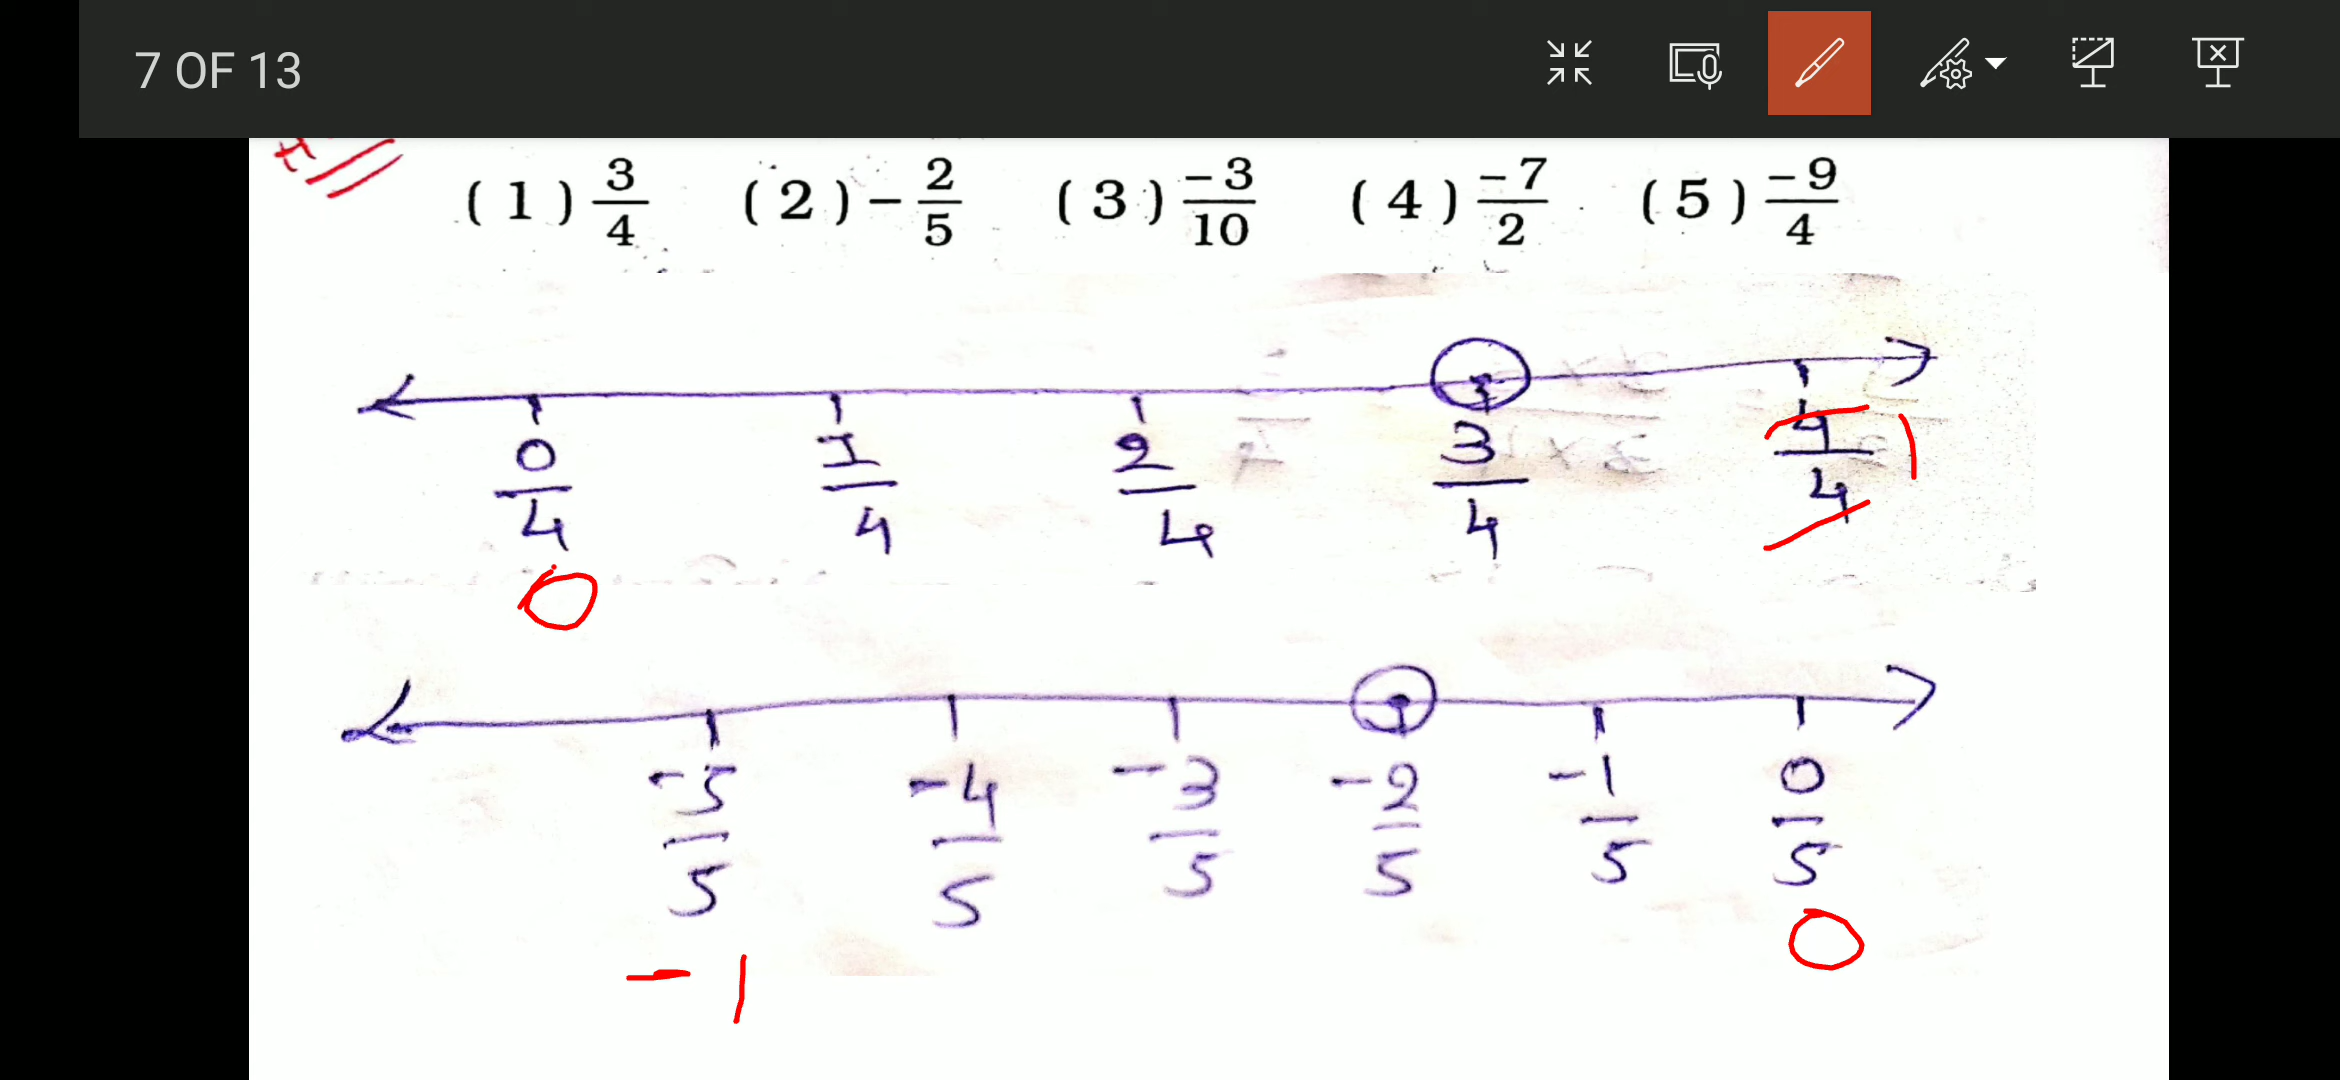 7 OF 13
(1) 3/4 (2) -2/5 (3) -3/10 (4) -7/2 (5) -9/4
0/4 1/4 2/4 3/4 4/4 1
0
-5/5 -4/5 -3/5 -2/5 -1/5 0/5
-1 0